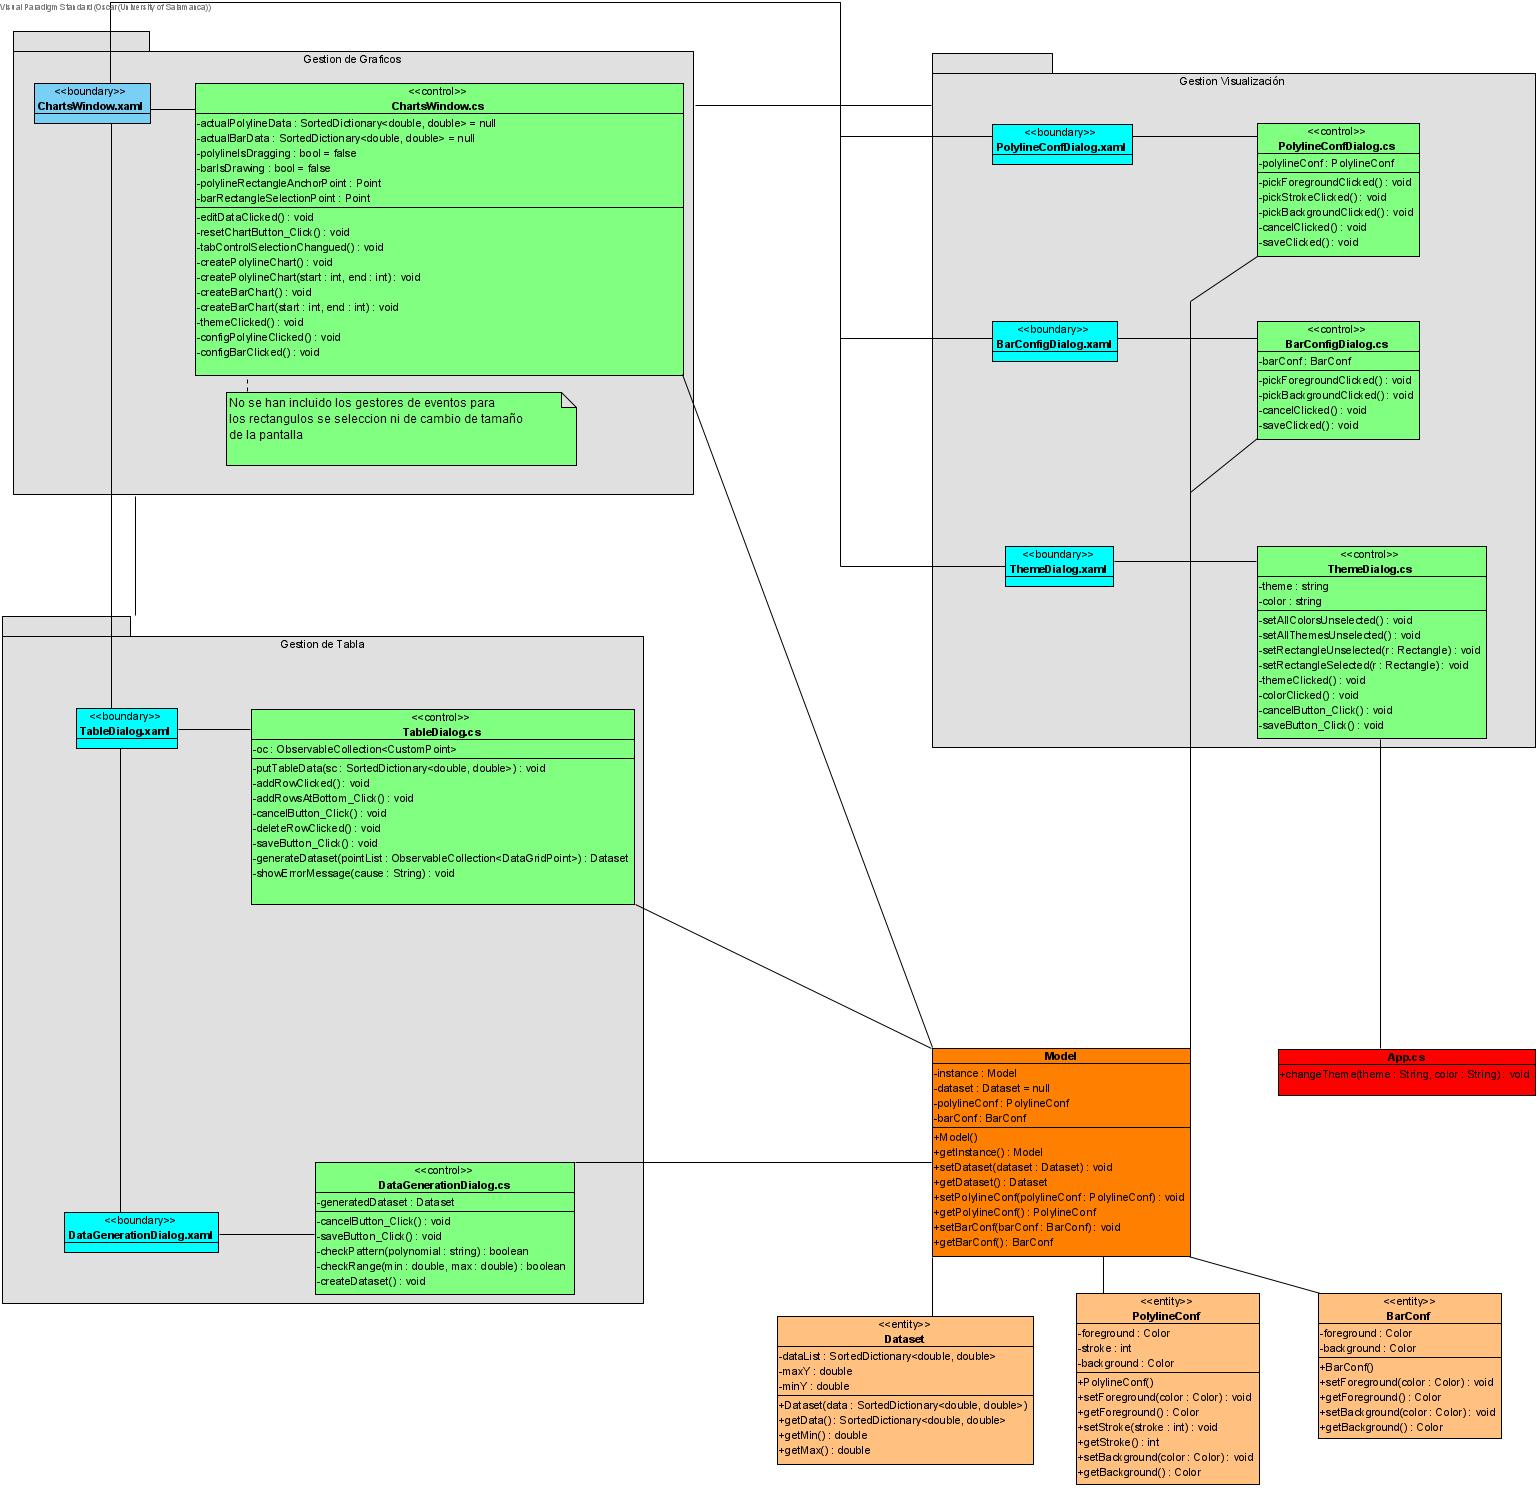 Visual Paradigm Standard (Oscar(University of Salamanca))
Gestion de Graficos
<<boundary>>
ChartsWindow.xaml
<<control>>
ChartsWindow.cs
-actualPolylineData : SortedDictionary<double, double> = null
-actualBarData : SortedDictionary<double, double> = null
-polylineIsDragging : bool = false
-barIsDrawing : bool = false
-polylineRectangleAnchorPoint : Point
-barRectangleSelectionPoint : Point
-editDataClicked() : void
-resetChartButton_Click() : void
-tabControlSelectionChangued() : void
-createPolylineChart() : void
-createPolylineChart(start : int, end : int) : void
-createBarChart() : void
-createBarChart(start : int, end : int) : void
-themeClicked() : void
-configPolylineClicked() : void
-configBarClicked() : void
No se han incluido los gestores de eventos para
los rectangulos se seleccion ni de cambio de tamaño
de la pantalla
Gestion Visualización
<<boundary>>
PolylineConfDialog.xaml
<<control>>
PolylineConfDialog.cs
-polylineConf : PolylineConf
-pickForegroundClicked() : void
-pickStrokeClicked() : void
-pickBackgroundClicked() : void
-cancelClicked() : void
-saveClicked() : void
<<boundary>>
BarConfigDialog.xaml
<<control>>
BarConfigDialog.cs
-barConf : BarConf
-pickForegroundClicked() : void
-pickBackgroundClicked() : void
-cancelClicked() : void
-saveClicked() : void
<<boundary>>
ThemeDialog.xaml
<<control>>
ThemeDialog.cs
-theme : string
-color : string
-setAllColorsUnselected() : void
-setAllThemesUnselected() : void
-setRectangleUnselected(r : Rectangle) : void
-setRectangleSelected(r : Rectangle) : void
-themeClicked() : void
-colorClicked() : void
-cancelButton_Click() : void
-saveButton_Click() : void
Gestion de Tabla
<<boundary>>
TableDialog.xaml
<<control>>
TableDialog.cs
-oc : ObservableCollection<CustomPoint>
-putTableData(sc : SortedDictionary<double, double>) : void
-addRowClicked() : void
-addRowsAtBottom_Click() : void
-cancelButton_Click() : void
-deleteRowClicked() : void
-saveButton_Click() : void
-generateDataset(pointList : ObservableCollection<DataGridPoint>) : Dataset
-showErrorMessage(cause : String) : void
<<boundary>>
DataGenerationDialog.xaml
<<control>>
DataGenerationDialog.cs
-generatedDataset : Dataset
-cancelButton_Click() : void
-saveButton_Click() : void
-checkPattern(polynomial : string) : boolean
-checkRange(min : double, max : double) : boolean
-createDataset() : void
Model
-instance : Model
-dataset : Dataset = null
-polylineConf : PolylineConf
-barConf : BarConf
+Model()
+getInstance() : Model
+setDataset(dataset : Dataset) : void
+getDataset() : Dataset
+setPolylineConf(polylineConf : PolylineConf) : void
+getPolylineConf() : PolylineConf
+setBarConf(barConf : BarConf) : void
+getBarConf() : BarConf
App.cs
+changeTheme(theme : String, color : String) : void
<<entity>>
Dataset
-dataList : SortedDictionary<double, double>
-maxY : double
-minY : double
+Dataset(data : SortedDictionary<double, double>)
+getData() : SortedDictionary<double, double>
+getMin() : double
+getMax() : double
<<entity>>
PolylineConf
-foreground : Color
-stroke : int
-background : Color
+PolylineConf()
+setForeground(color : Color) : void
+getForeground() : Color
+setStroke(stroke : int) : void
+getStroke() : int
+setBackground(color : Color) : void
+getBackground() : Color
<<entity>>
BarConf
-foreground : Color
-background : Color
+BarConf()
+setForeground(color : Color) : void
+getForeground() : Color
+setBackground(color : Color) : void
+getBackground() : Color